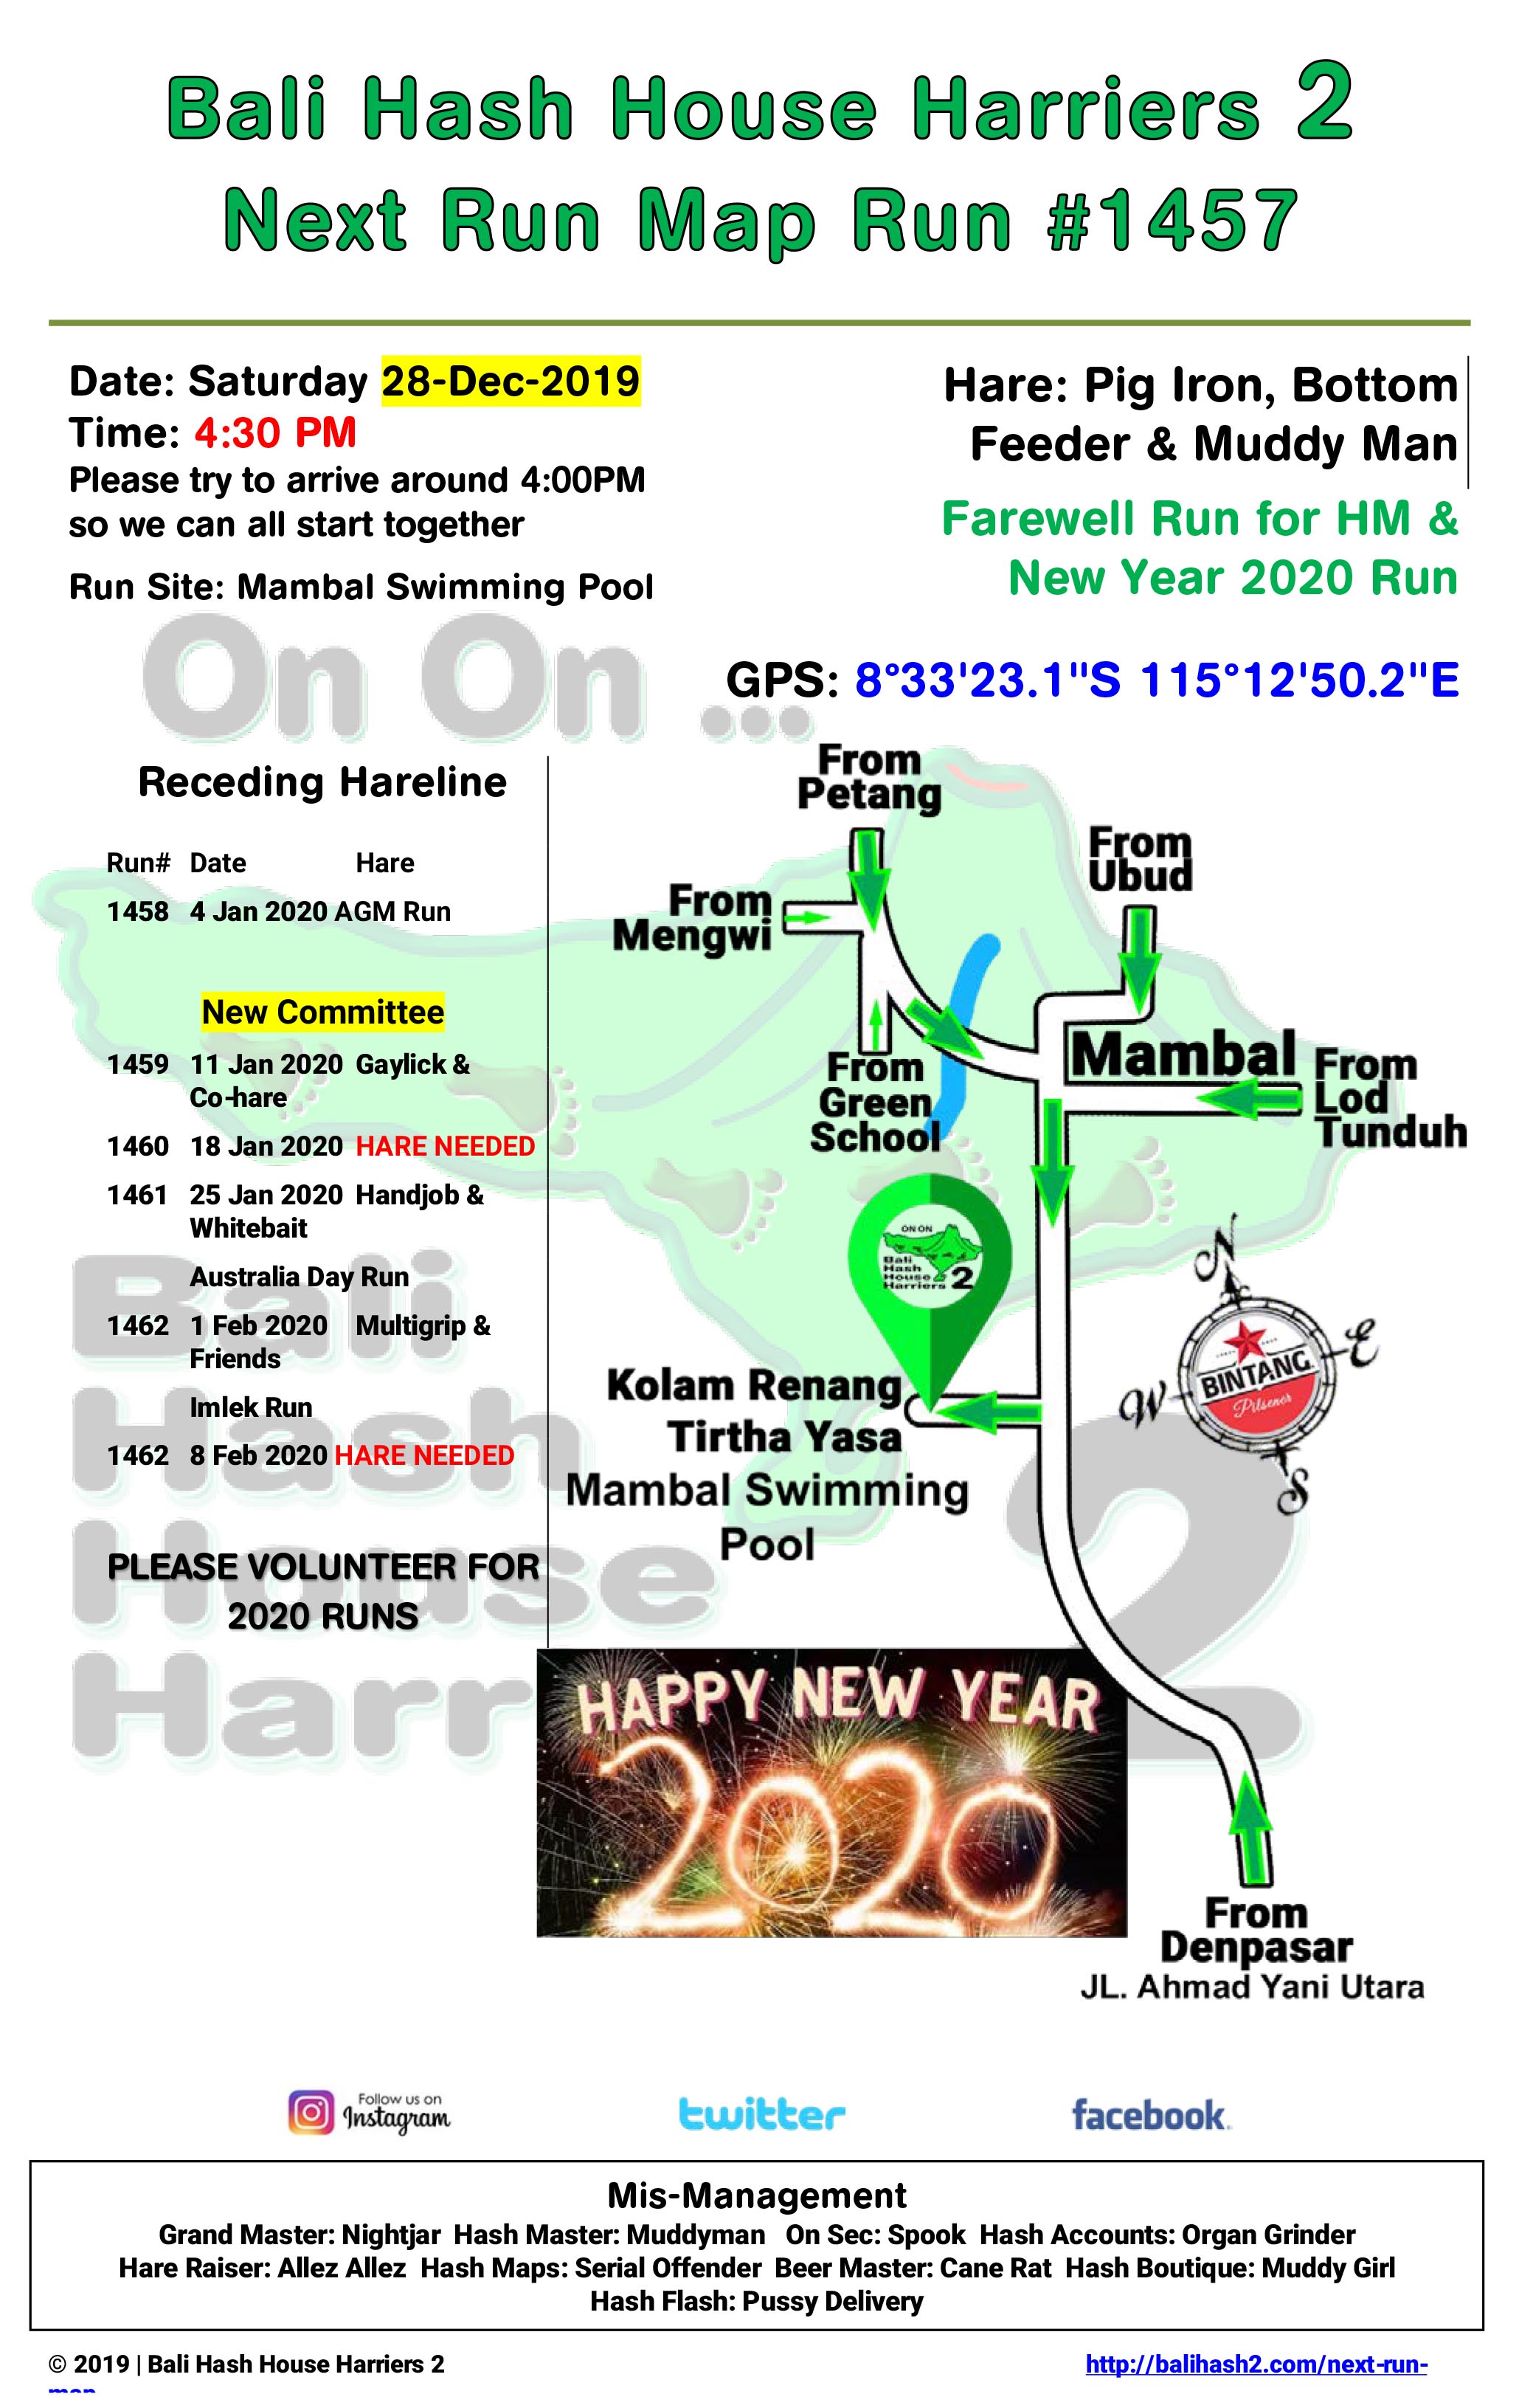 Bali Hash House Harriers 2
Next Run Map Run #1457
Date: Saturday 28-Dec-2019
Time: 4:30 PM
Please try to arrive around 4:00PM
so we can all start together
Run Site: Mambal Swimming Pool
Hare: Pig Iron, Bottom
Feeder & Muddy Man
Farewell Run for HM &
New Year 2020 Run
On On ...
GPS: 8°33'23.1"S 115°12'50.2"E
Receding Hareline
Run# Date Hare
1458 4 Jan 2020 AGM Run
New Committee
1459 11 Jan 2020 Gaylick &
Co-hare
1460 18 Jan 2020 HARE NEEDED
1461 25 Jan 2020 Handjob &
Whitebait
Australia Day Run
1462 1 Feb 2020 Multigrip &
Friends
Imlek Run
1462 8 Feb 2020 HARE NEEDED
PLEASE VOLUNTEER FOR
2020 RUNS
Bali
Hash
House
Harr
2
From
Petang
From
Ubud
From
Mengwi
From
Green
School
Mambal
From
Lod
Tunduh
ON ON
Bali
Hash
House
Harriers 2
N
E
W
S
BINTANG
Pilsener
Kolam Renang
Tirtha Yasa
Mambal Swimming
Pool
HAPPY NEW YEAR
2020
From
Denpasar
JL. Ahmad Yani Utara
Follow us on
Instagram
twitter
facebook
Mis-Management
Grand Master: Nightjar Hash Master: Muddyman On Sec: Spook Hash Accounts: Organ Grinder
Hare Raiser: Allez Allez Hash Maps: Serial Offender Beer Master: Cane Rat Hash Boutique: Muddy Girl
Hash Flash: Pussy Delivery
© 2019 | Bali Hash House Harriers 2
http://balihash2.com/next-run-
map